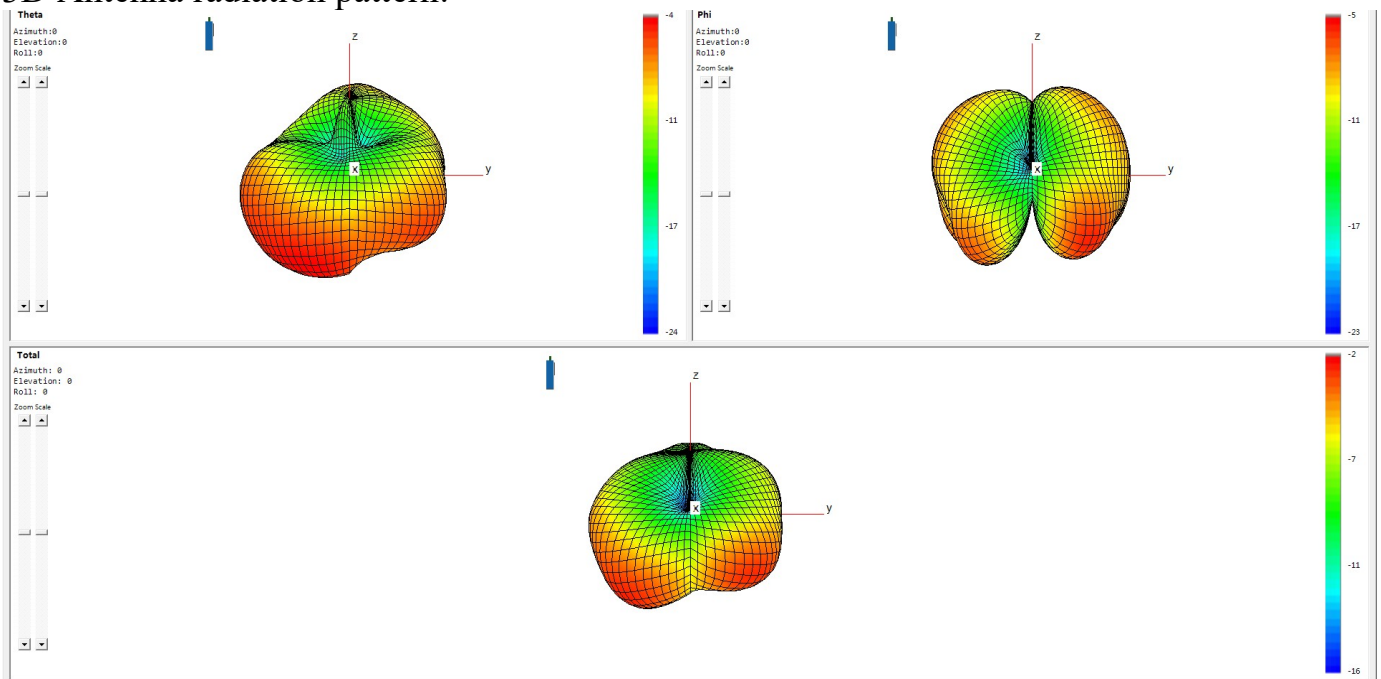 3D Antenna radiation pattern.
Theta
Azimuth:0
Elevation:0
Roll:0
Zoom Scale
z
y
x
-4
-11
-17
-24
Phi
Azimuth:0
Elevation:0
Roll:0
Zoom Scale
z
y
x
-5
-11
-17
-23
Total
Azimuth: 0
Elevation: 0
Roll: 0
Zoom Scale
z
y
x
-2
-7
-11
-16